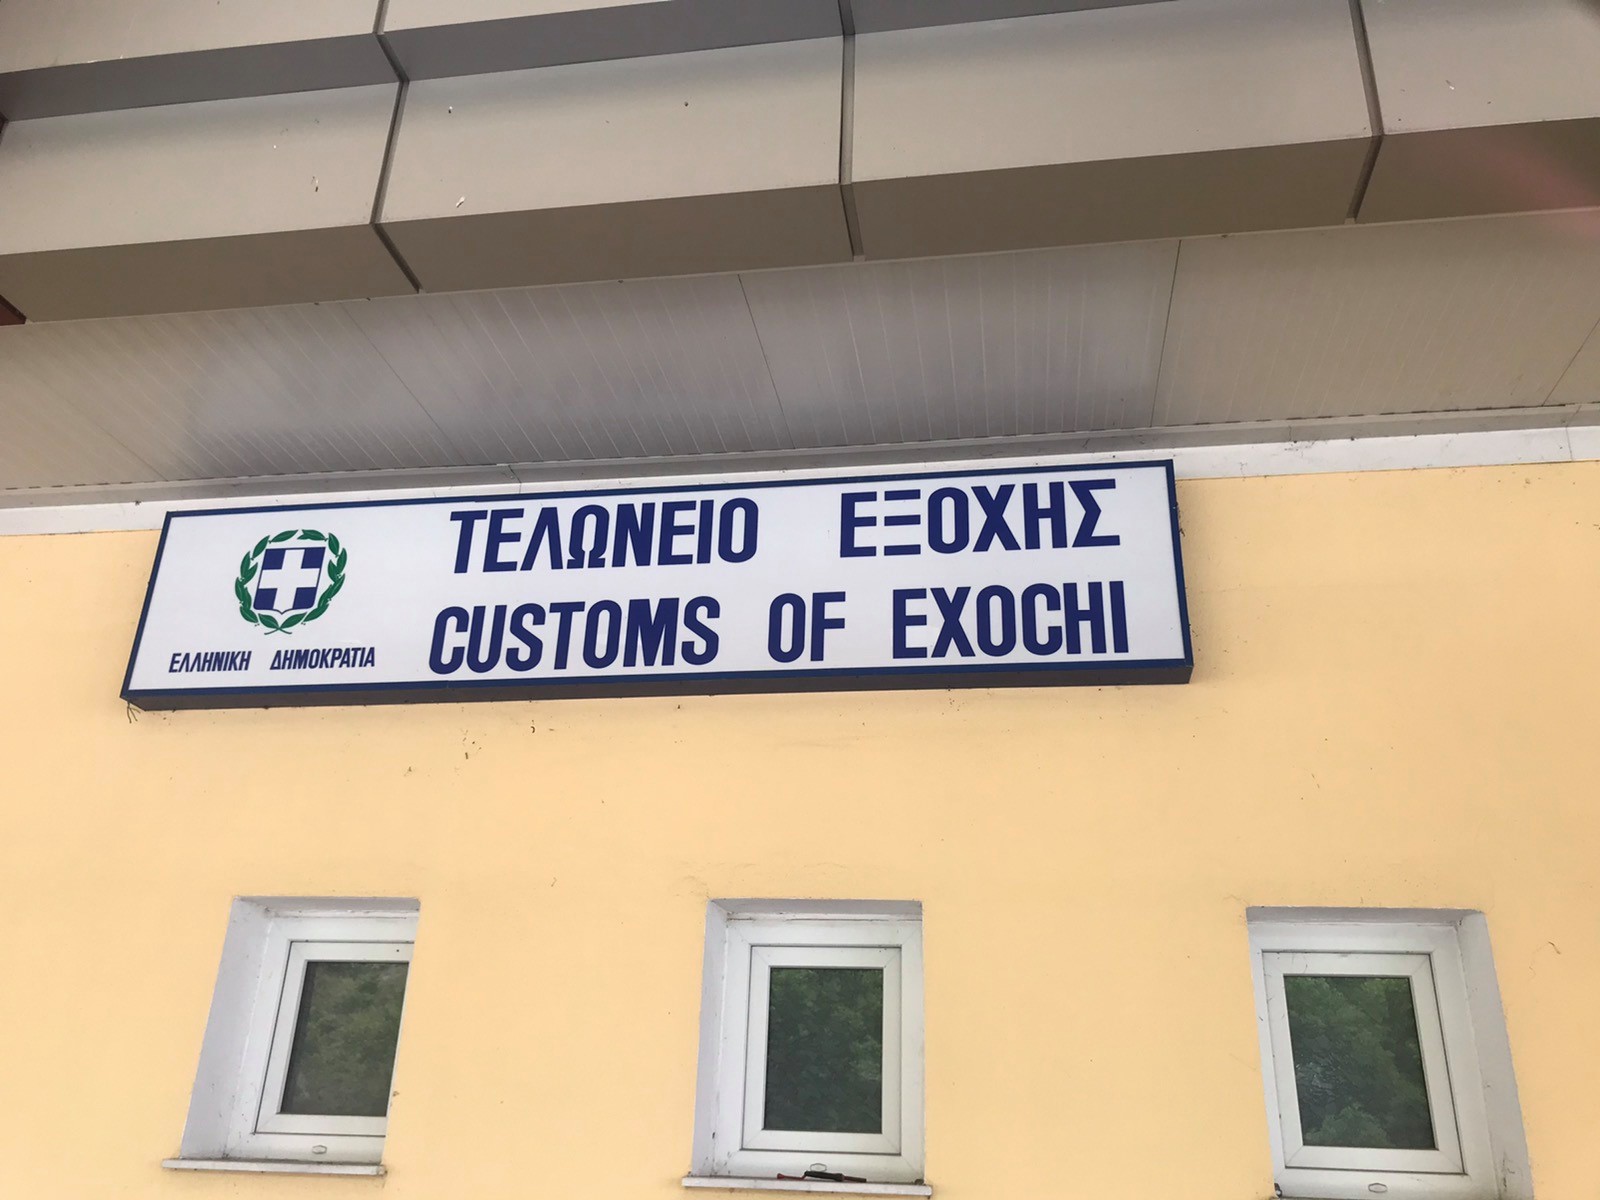 ΤΕΛΩΝΕΙΟ ΕΞΟΧΗΣ
CUSTOMS OF EXOCHI
ΕΛΛΗΝΙΚΗ ΔΗΜΟΚΡΑΤΙΑ